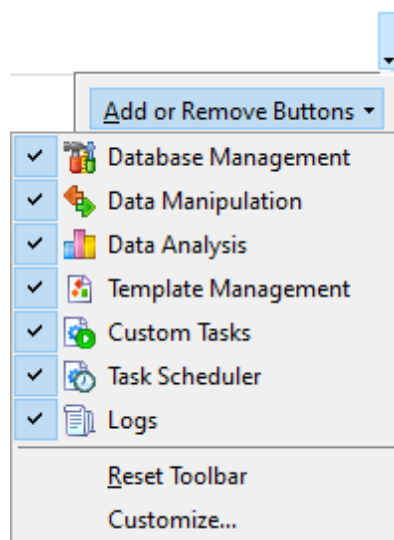 Add or Remove Buttons
Database Management
Data Manipulation
Data Analysis
Template Management
Custom Tasks
Task Scheduler
Logs
Reset Toolbar
Customize...